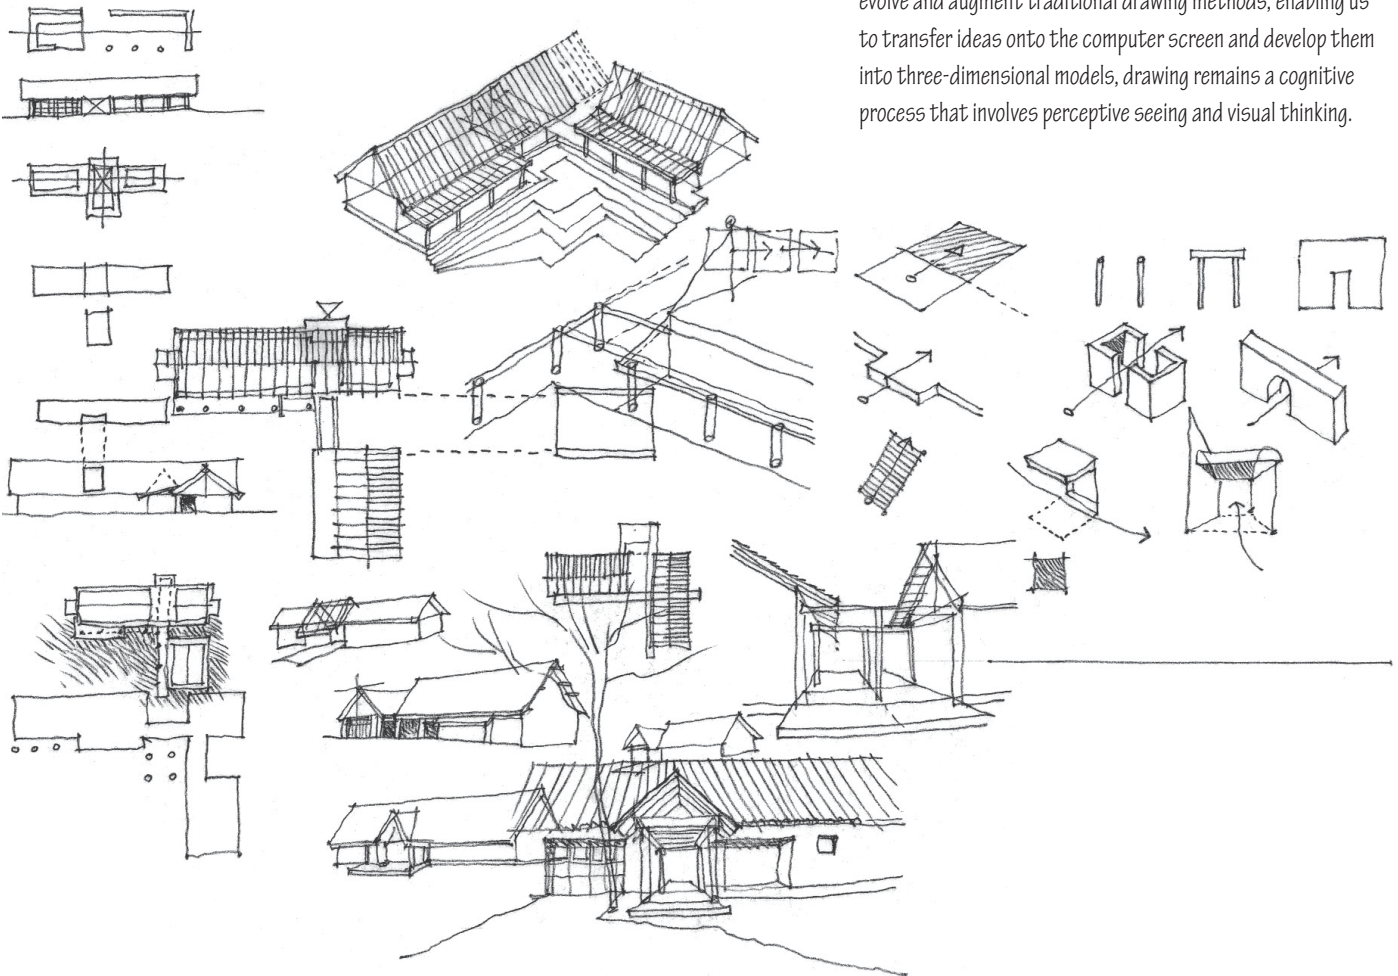 evolve and augment traditional drawing methods, enabling us
to transfer ideas onto the computer screen and develop them
into three-dimensional models, drawing remains a cognitive
process that involves perceptive seeing and visual thinking.